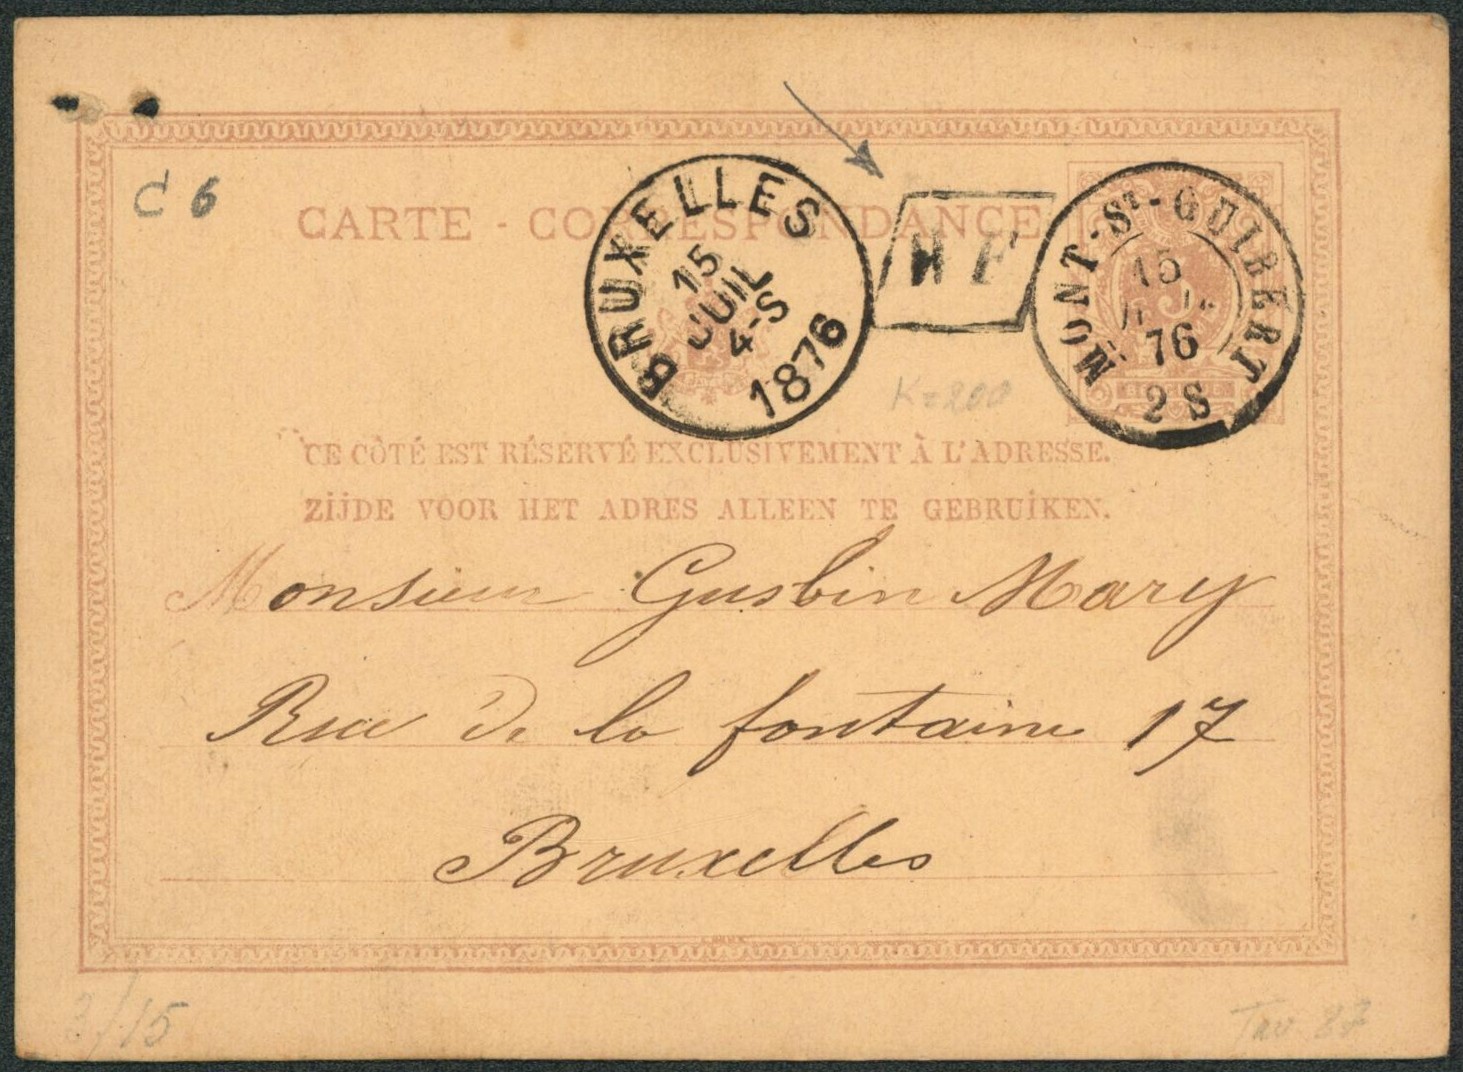 C 6
CARTE - CORRESPONDANCE
BRUXELLES
15
JUIL
4-S
1876
MONT-ST-GUIBERT
15
76
2 S
5
K=200
CE CÔTÉ EST RÉSERVÉ EXCLUSIVEMENT À L'ADRESSE.
ZIJDE VOOR HET ADRES ALLEEN TE GEBRUIKEN.
Monsieur Gusbin Mary
Rue de la fontaine 17
Bruxelles
3/15